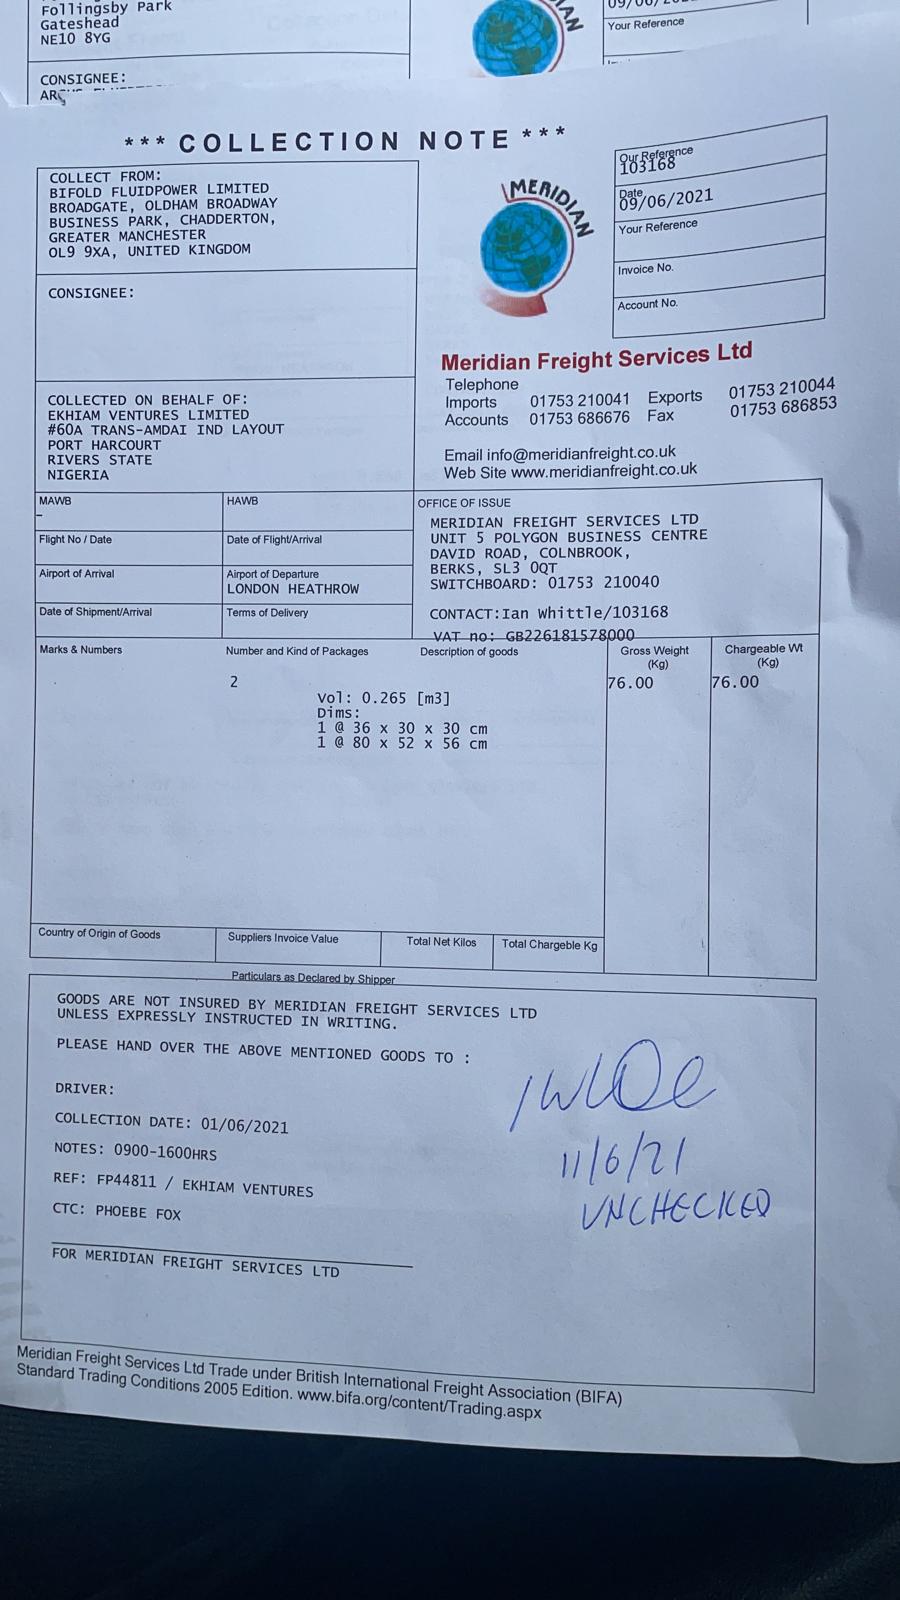 Follingsby Park
Gateshead
NE10 8YG
CONSIGNEE:
Your Reference
*** COLLECTION NOTE ***
COLLECT FROM:
BIFOLD FLUIDPOWER LIMITED
BROADGATE, OLDHAM BROADWAY
BUSINESS PARK, CHADDERTON,
GREATER MANCHESTER
OL9 9XA, UNITED KINGDOM
CONSIGNEE:
COLLECTED ON BEHALF OF:
EKHIAM VENTURES LIMITED
#60A TRANS-AMDAI IND LAYOUT
PORT HARCOURT
RIVERS STATE
NIGERIA
MERIDIAN
Our Reference
103168
Date
09/06/2021
Your Reference
Invoice No.
Account No.
Meridian Freight Services Ltd
Telephone
Imports 01753 210041 Exports 01753 210044
Accounts 01753 686676 Fax 01753 686853
Email info@meridianfreight.co.uk
Web Site www.meridianfreight.co.uk
MAWB HAWB
-
Flight No / Date Date of Flight/Arrival
Airport of Arrival Airport of Departure
LONDON HEATHROW
Date of Shipment/Arrival Terms of Delivery
OFFICE OF ISSUE
MERIDIAN FREIGHT SERVICES LTD
UNIT 5 POLYGON BUSINESS CENTRE
DAVID ROAD, COLNBROOK,
BERKS, SL3 0QT
SWITCHBOARD: 01753 210040
CONTACT:Ian Whittle/103168
VAT no: GB226181578000
Marks & Numbers Number and Kind of Packages Description of goods Gross Weight (Kg) Chargeable Wt (Kg)
2 76.00 76.00
Vol: 0.265 [m3]
Dims:
1 @ 36 x 30 x 30 cm
1 @ 80 x 52 x 56 cm
Country of Origin of Goods Suppliers Invoice Value Total Net Kilos Total Chargeable Kg
Particulars as Declared by Shipper
GOODS ARE NOT INSURED BY MERIDIAN FREIGHT SERVICES LTD
UNLESS EXPRESSLY INSTRUCTED IN WRITING.
PLEASE HAND OVER THE ABOVE MENTIONED GOODS TO :
DRIVER:
COLLECTION DATE: 01/06/2021
NOTES: 0900-1600HRS
REF: FP44811 / EKHIAM VENTURES
CTC: PHOEBE FOX
11/6/21
UNCHECKED
FOR MERIDIAN FREIGHT SERVICES LTD
Meridian Freight Services Ltd Trade under British International Freight Association (BIFA)
Standard Trading Conditions 2005 Edition. www.bifa.org/content/Trading.aspx